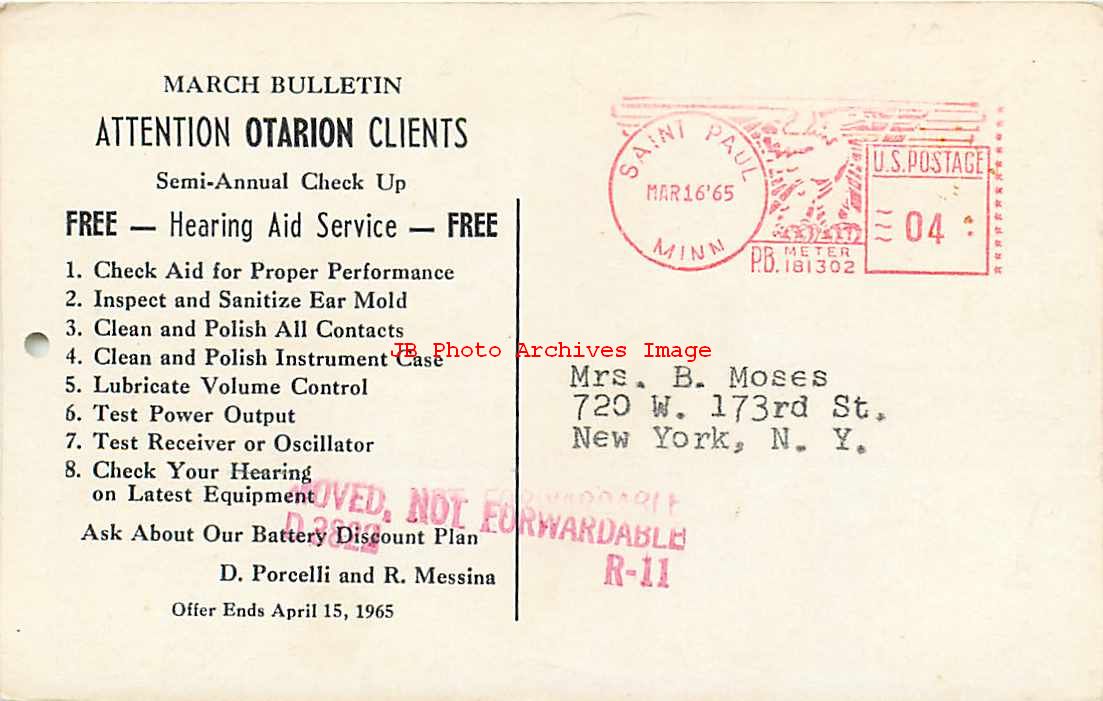 MARCH BULLETIN
ATTENTION OTARION CLIENTS
Semi-Annual Check Up
FREE — Hearing Aid Service — FREE
1. Check Aid for Proper Performance
2. Inspect and Sanitize Ear Mold
3. Clean and Polish All Contacts
4. Clean and Polish Instrument Case
5. Lubricate Volume Control
6. Test Power Output
7. Test Receiver or Oscillator
8. Check Your Hearing
on Latest Equipment
Ask About Our Battery Discount Plan
D. Porcelli and R. Messina
Offer Ends April 15, 1965
SAINT PAUL
MAR16'65
MINN
P.B. METER
181302
U.S. POSTAGE
04
JB Photo Archives Image
Mrs. B. Moses
720 W. 173rd St.
New York, N. Y.
MOVED, NOT FORWARDABLE
FORWARDABLE
R-11